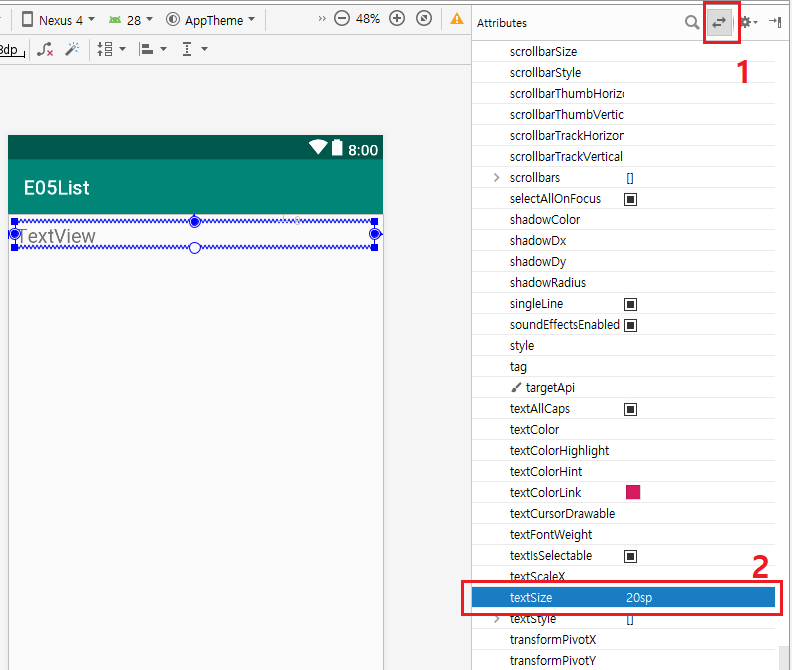 Nexus 4 28 AppTheme 48% Attributes
1
8dp
scrollbarSize
scrollbarStyle
scrollbarThumbHorizo
scrollbarThumbVertic
scrollbarTrackHorizon
scrollbarTrackVertical
scrollbars []
selectAllOnFocus
shadowColor
shadowDx
shadowDy
shadowRadius
singleLine
soundEffectsEnabled
style
tag
targetApi
textAllCaps
textColor
textColorHighlight
textColorHint
textColorLink
textCursorDrawable
textFontWeight
textIsSelectable
2
textScaleX
textSize 20sp
textStyle []
transformPivotX
transformPivotY
8:00
E05List
TextView